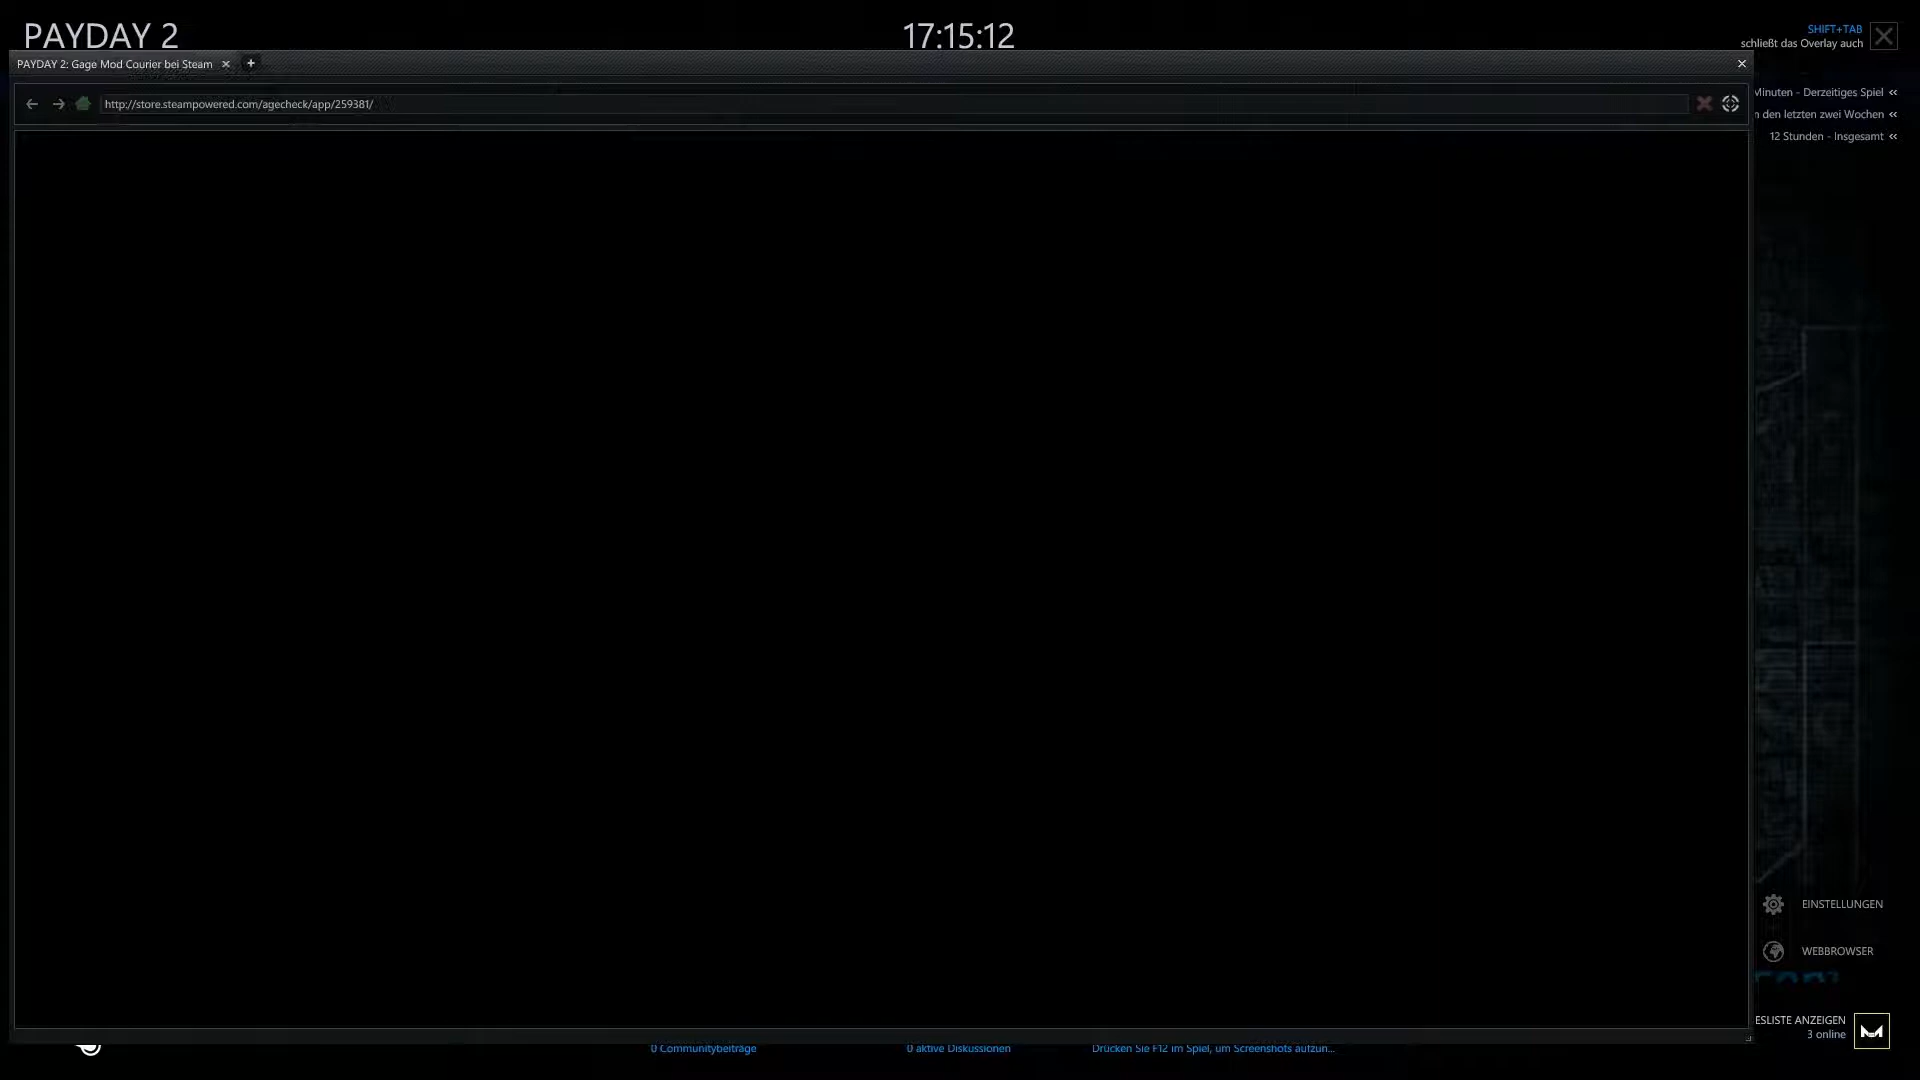 PAYDAY 2
17:15:12
SHIFT+TAB
schließt das Overlay auch
PAYDAY 2: Gage Mod Courier bei Steam
http://store.steampowered.com/agecheck/app/259381/
Minuten - Derzeitiges Spiel «
den letzten zwei Wochen «
12 Stunden - Insgesamt «
EINSTELLUNGEN
WEBBROWSER
ANZEIGEN
3 online
0 Communitybeiträge
0 aktive Diskussionen
Drücken Sie F12 im Spiel, um Screenshots aufzun...